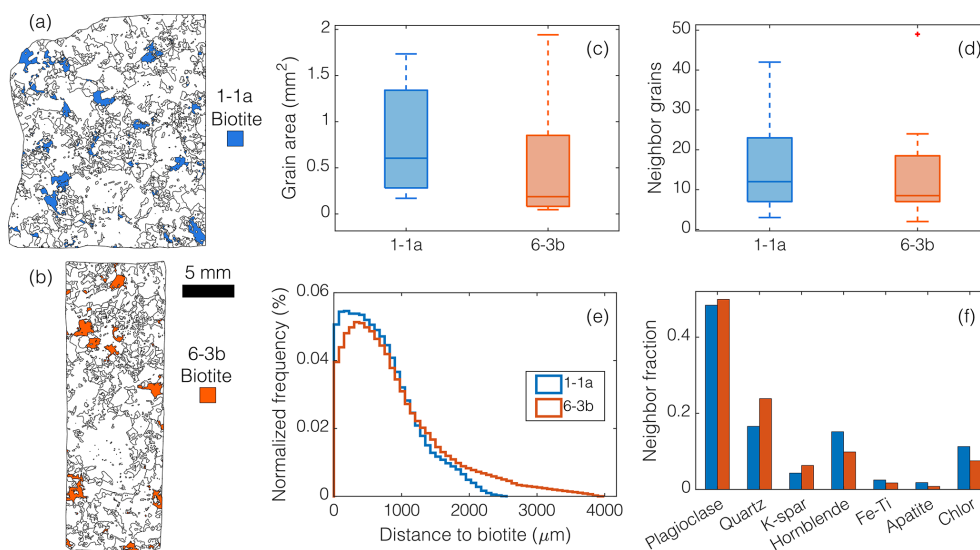 (a)
1-1a
Biotite
(b)
5 mm
6-3b
Biotite
(c)
Grain area (mm²)
2
1.5
1
0.5
0
1-1a
6-3b
(d)
Neighbor grains
50
40
30
20
10
0
1-1a
6-3b
(e)
Normalized frequency (%)
0.06
0.04
0.02
0
0
1000
2000
3000
4000
Distance to biotite (μm)
1-1a
6-3b
(f)
Neighbor fraction
0.4
0.2
0
Plagioclase
Quartz
K-spar
Hornblende
Fe-Ti
Apatite
Chlor